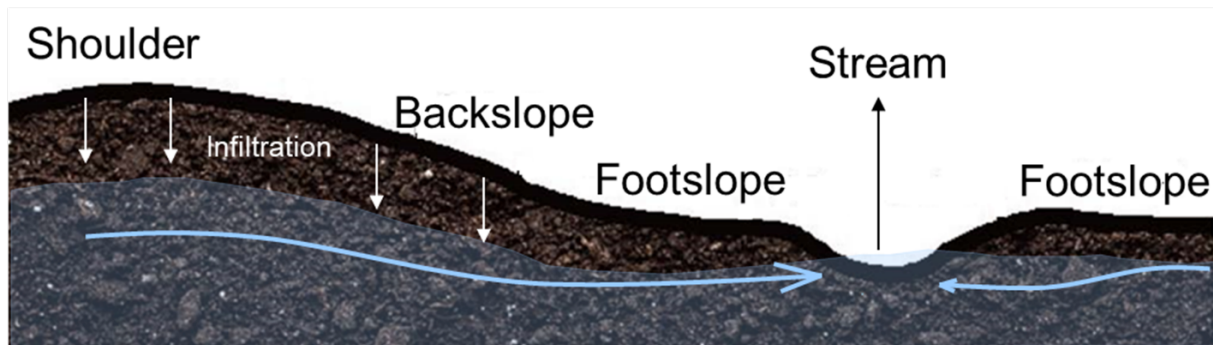 Shoulder
Stream
Backslope
Infiltration
Footslope
Footslope